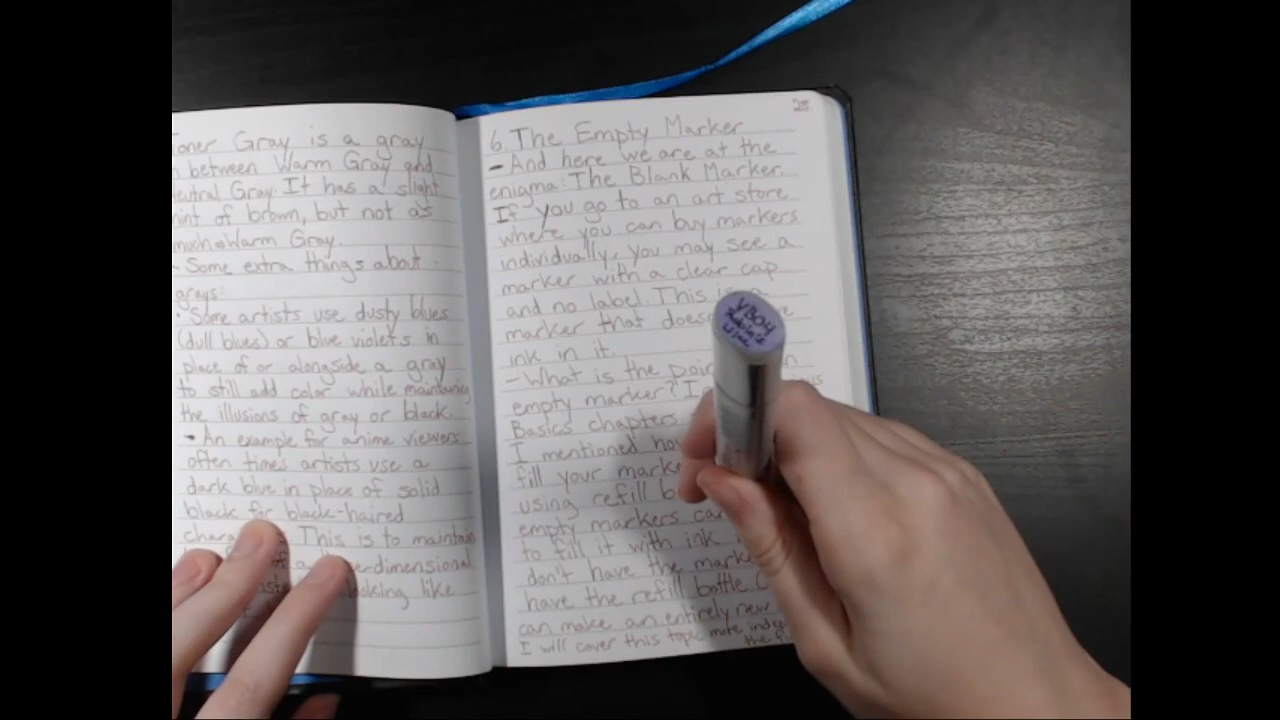 Toner Gray is a gray
between Warm Gray and
Neutral Gray. It has a slight
hint of brown, but not as
much as Warm Gray.
- Some extra things about
grays:
· Some artists use dusty blues
(dull blues) or blue violets in
place of or alongside a gray
to still add color while maintaining
the illusions of gray or black.
- An example for anime viewers
often times artists use a
dark blue in place of solid
black for black-haired
This is to maintain
of a
looking like
28
6. The Empty Marker
- And here we are at the
enigma: The Blank Marker.
If you go to an art store
where you can buy markers
individually, you may see a
marker with a clear cap
and no label. This is a
marker that does
ink in it.
- What is the
empty marker?
Basics chapters
I mentioned
fill your
using refill
empty markers
to fill it with ink
don't have the
have the refill bottle
can make an entirely new
I will cover this topic more
VB04